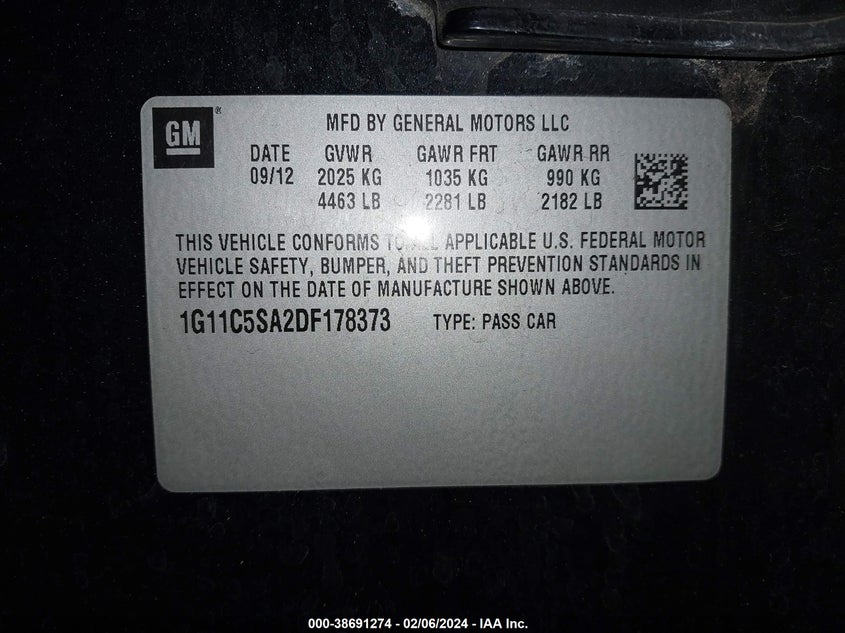 GM®
MFD BY GENERAL MOTORS LLC
DATE GVWR GAWR FRT GAWR RR
09/12 2025 KG 1035 KG 990 KG
4463 LB 2281 LB 2182 LB
THIS VEHICLE CONFORMS TO ALL APPLICABLE U.S. FEDERAL MOTOR
VEHICLE SAFETY, BUMPER, AND THEFT PREVENTION STANDARDS IN
EFFECT ON THE DATE OF MANUFACTURE SHOWN ABOVE.
1G11C5SA2DF178373 TYPE: PASS CAR
000-38691274 - 02/06/2024 - IAA Inc.